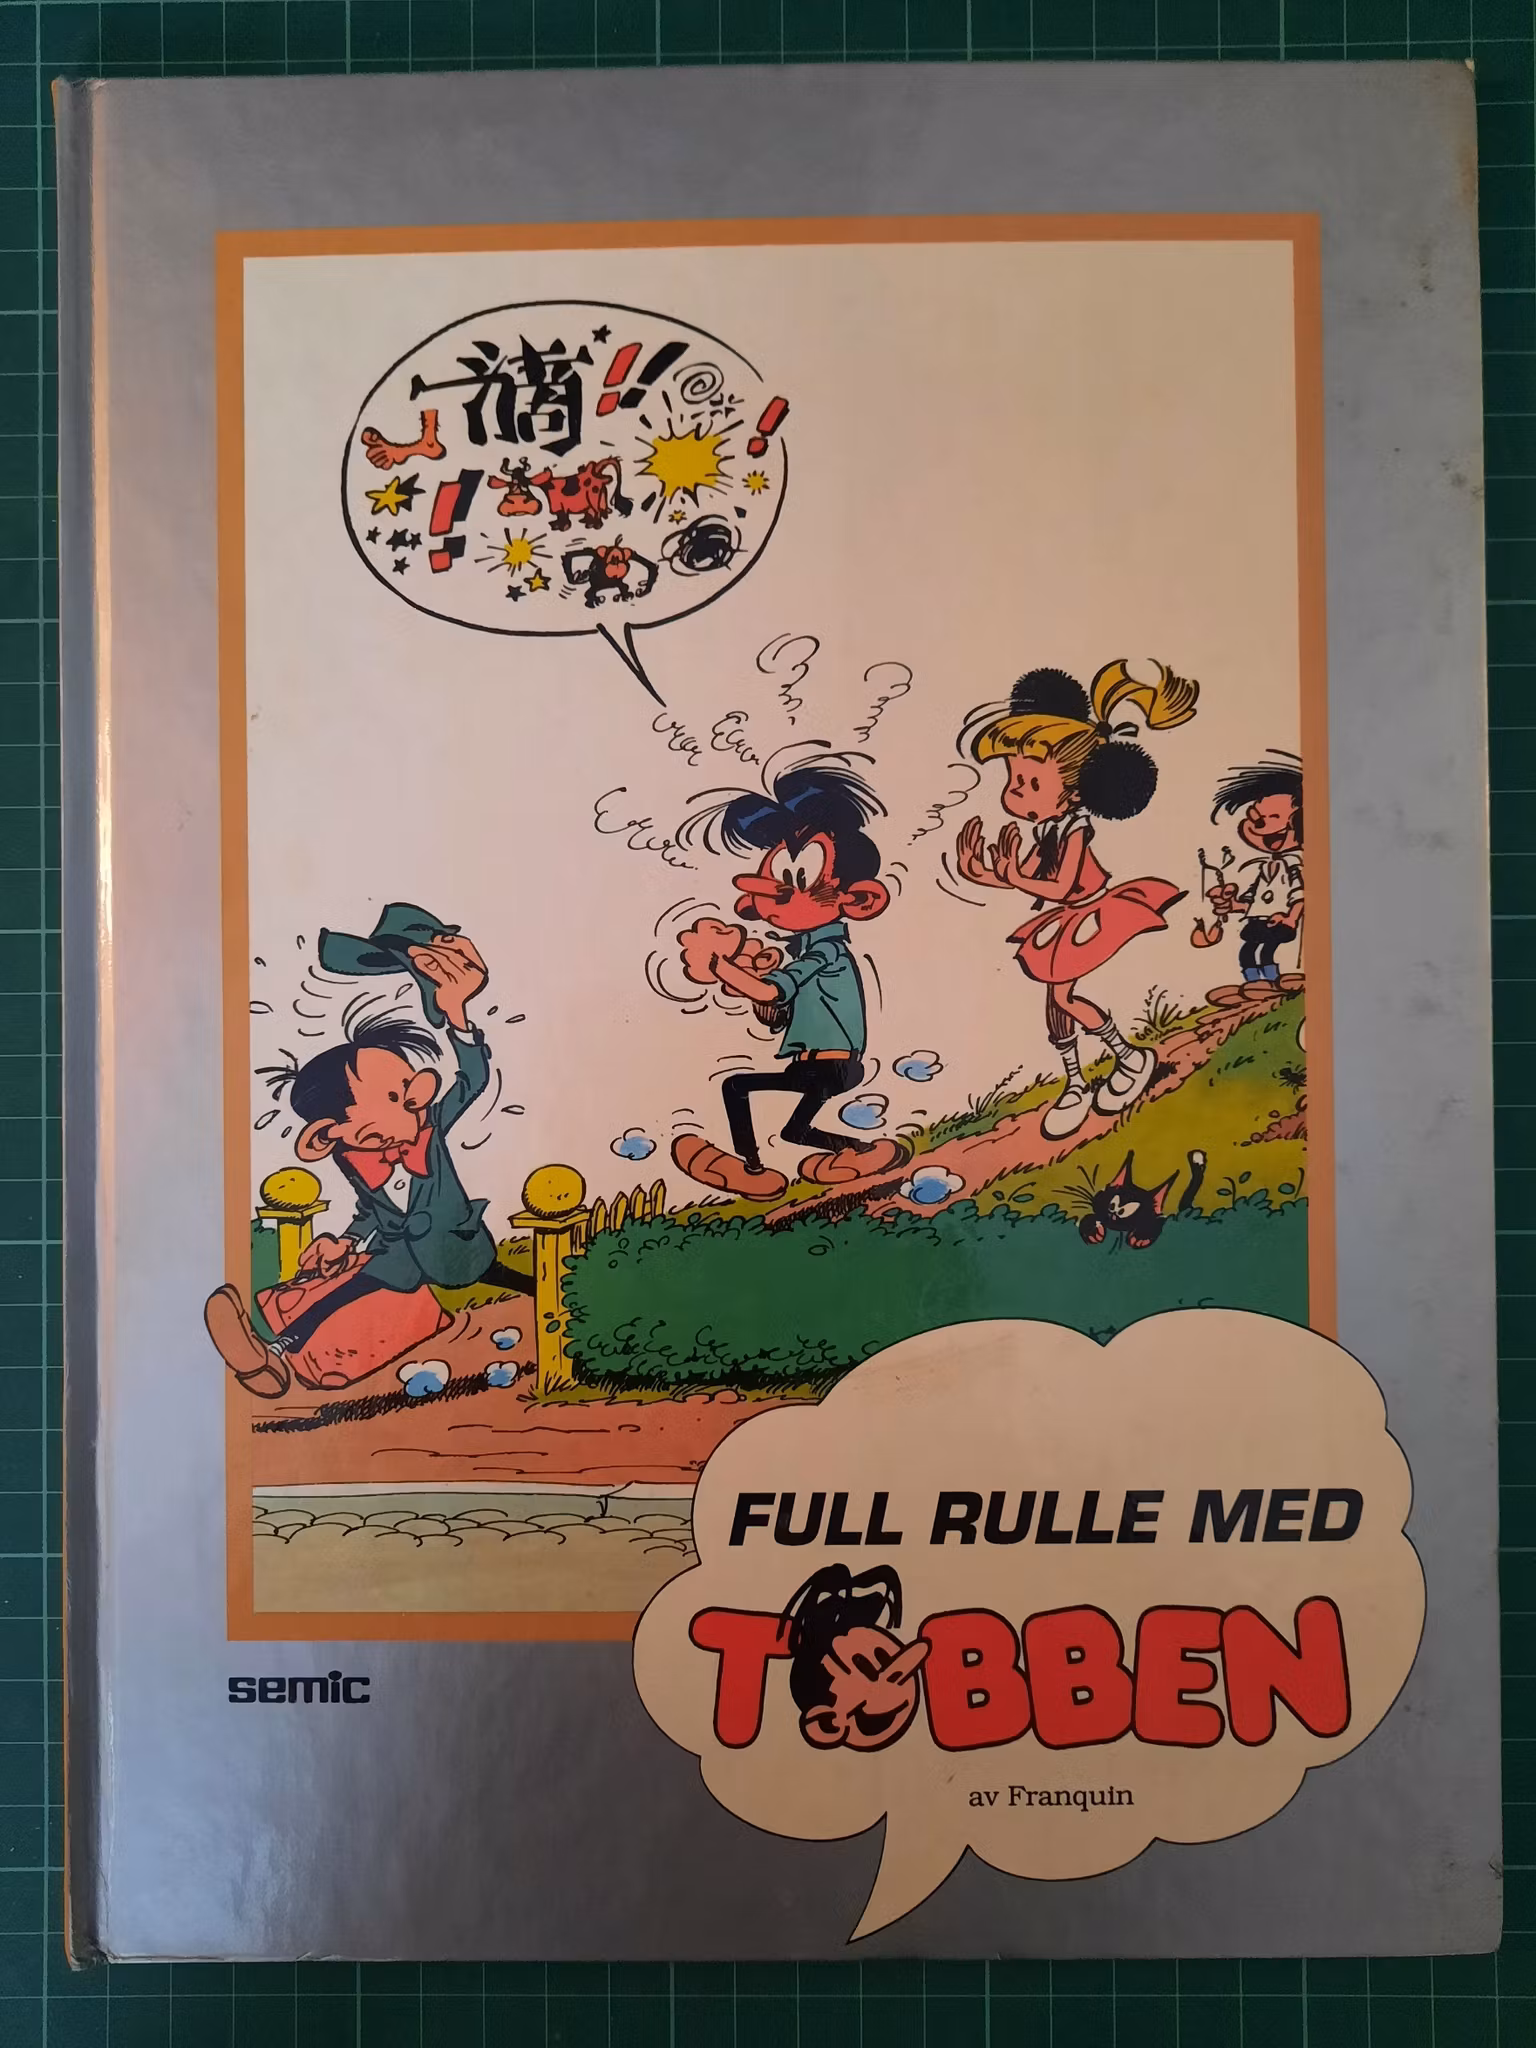 !!
!
!
FULL RULLE MED
TOBBEN
av Franquin
semic